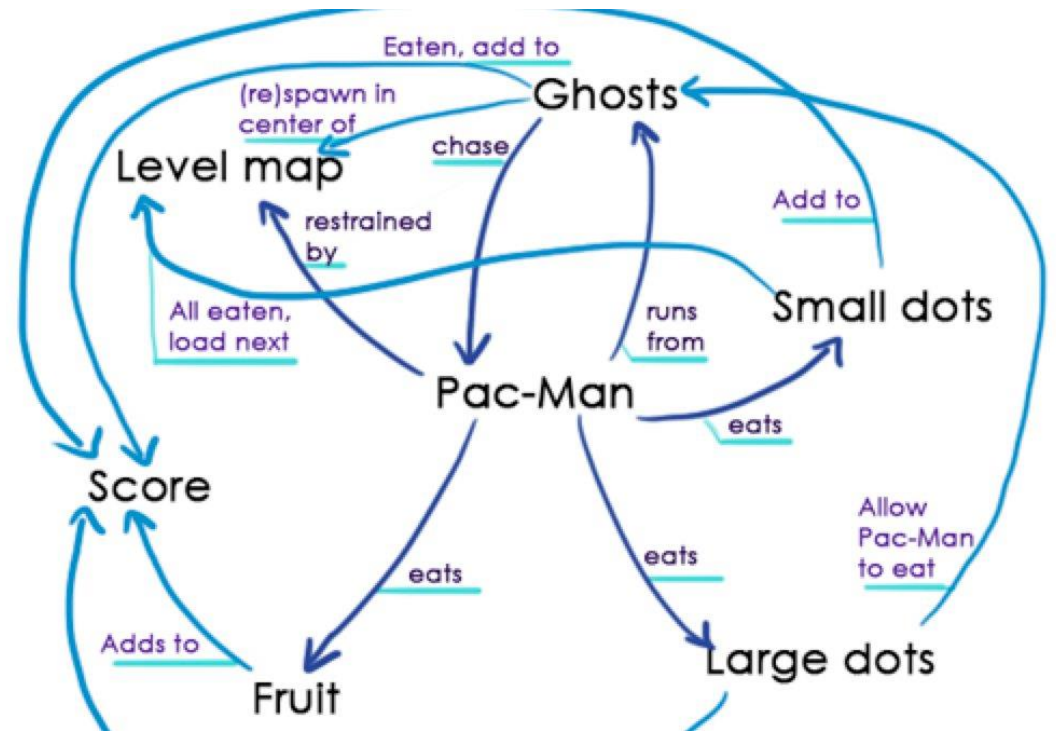 Eaten, add to
Ghosts
(re)spawn in
center of
chase
Level map
restrained
by
Add to
All eaten,
load next
Small dots
runs
from
Pac-Man
eats
Score
Allow
Pac-Man
to eat
eats
eats
Adds to
Large dots
Fruit